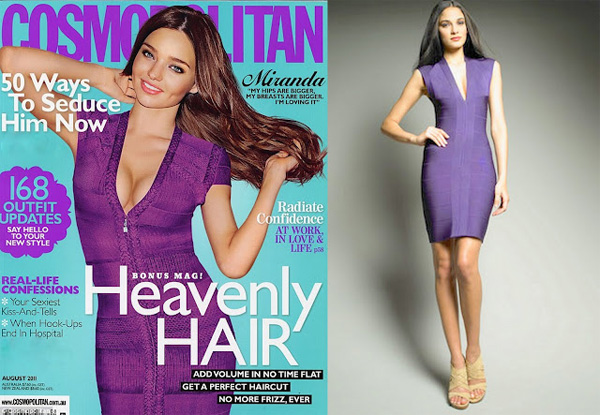 COSMOPOLITAN
50 Ways
To Seduce
Him Now
Miranda
"MY HIPS ARE BIGGER,
MY BREASTS ARE BIGGER,
I'M LOVING IT"
168
OUTFIT
UPDATES
SAY HELLO
TO YOUR
NEW STYLE
Radiate
Confidence
AT WORK,
IN LOVE &
LIFE p58
REAL-LIFE
CONFESSIONS
* Your Sexiest
Kiss-And-Tells
* When Hook-Ups
End In Hospital
BONUS MAG!
Heavenly
HAIR
ADD VOLUME IN NO TIME FLAT
GET A PERFECT HAIRCUT
NO MORE FRIZZ, EVER
AUGUST 2011
www.cosmopolitan.com.au
COSMOPOLITAN